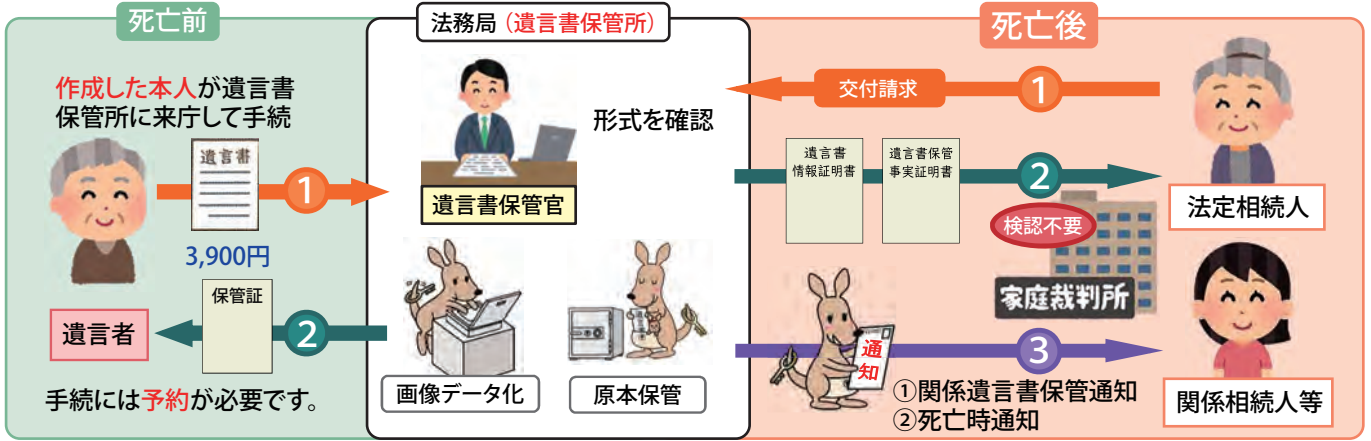 死亡前
作成した本人が遺言書
保管所に来庁して手続
遺言書
1
3,900円
保管証
2
遺言者
手続には予約が必要です。
法務局（遺言書保管所）
形式を確認
遺言書保管官
画像データ化
原本保管
死亡後
交付請求
1
遺言書
情報証明書
遺言書保管
事実証明書
2
検認不要
法定相続人
家庭裁判所
通知
3
①関係遺言書保管通知
②死亡時通知
関係相続人等